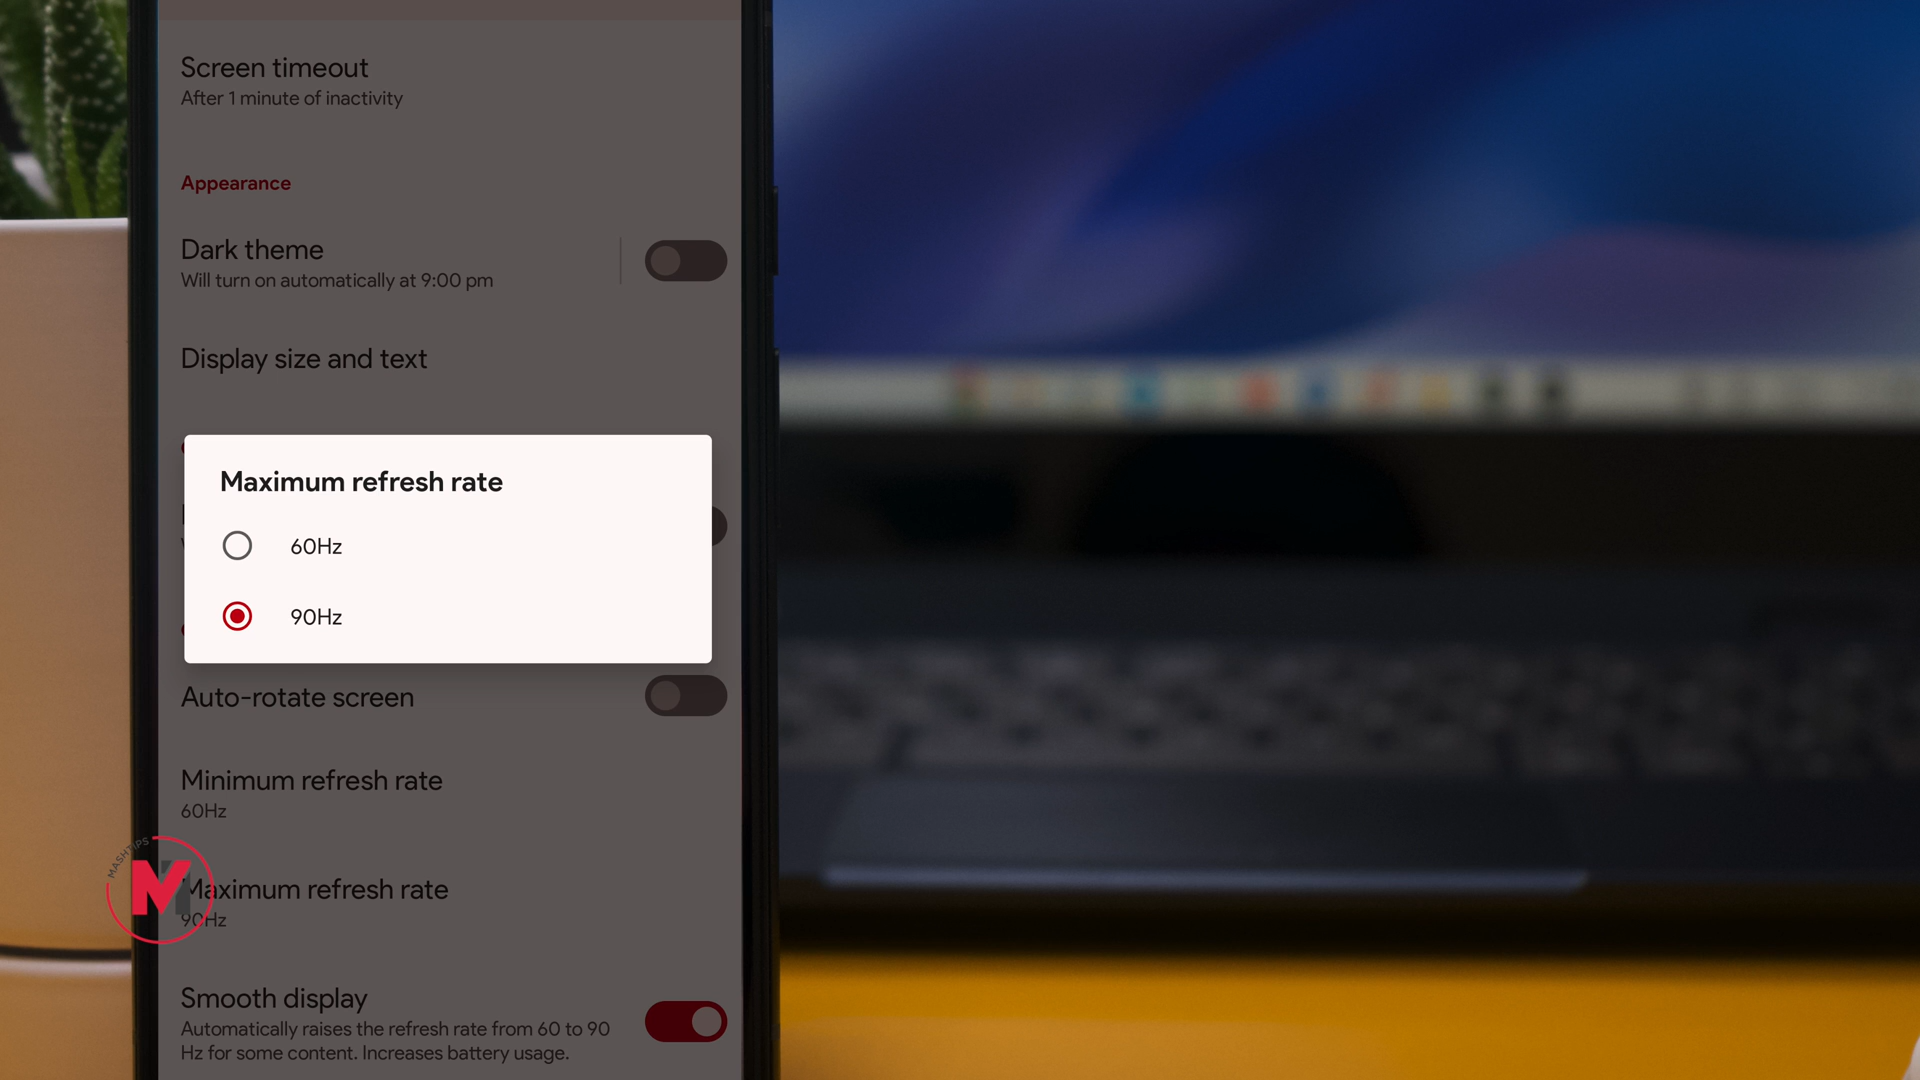 Screen timeout
After 1 minute of inactivity
Appearance
Dark theme
Will turn on automatically at 9:00 pm
Display size and text
Maximum refresh rate
60Hz
90Hz
Auto-rotate screen
Minimum refresh rate
60Hz
MASHTIPS
M
Maximum refresh rate
90Hz
Smooth display
Automatically raises the refresh rate from 60 to 90
Hz for some content. Increases battery usage.